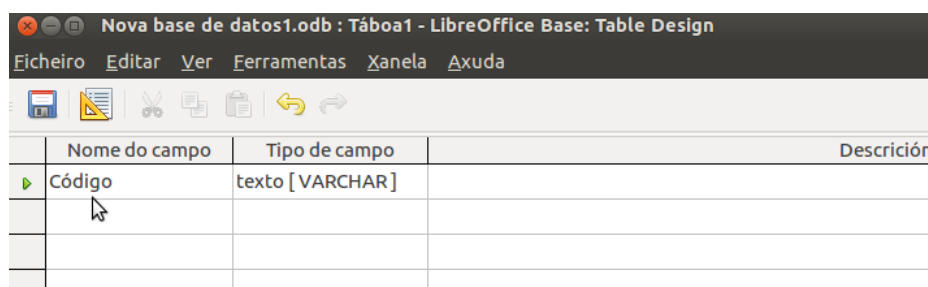 Nova base de datos1.odb : Táboa1 - LibreOffice Base: Table Design
Ficheiro Editar Ver Ferramentas Xanela Axuda
Nome do campo Tipo de campo Descrición
Código texto [ VARCHAR ]